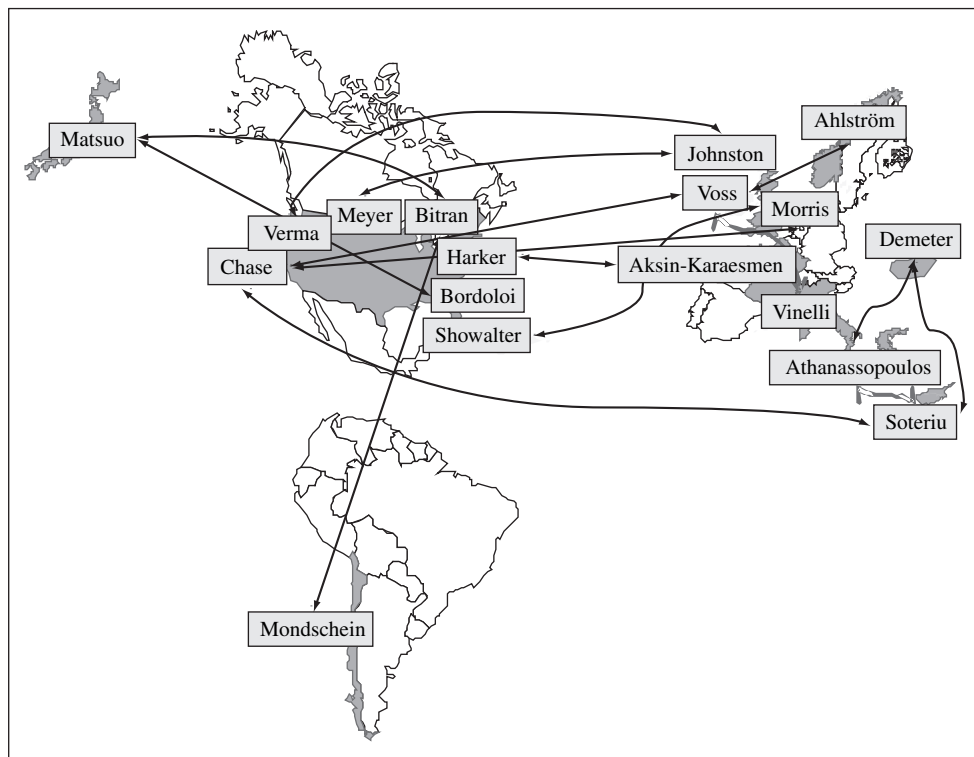 Ahlström
Matsuo
Johnston
Voss
Meyer
Bitran
Morris
Verma
Demeter
Chase
Harker
Aksin-Karaesmen
Bordoloi
Vinelli
Showalter
Athanassopoulos
Soteriu
Mondschein